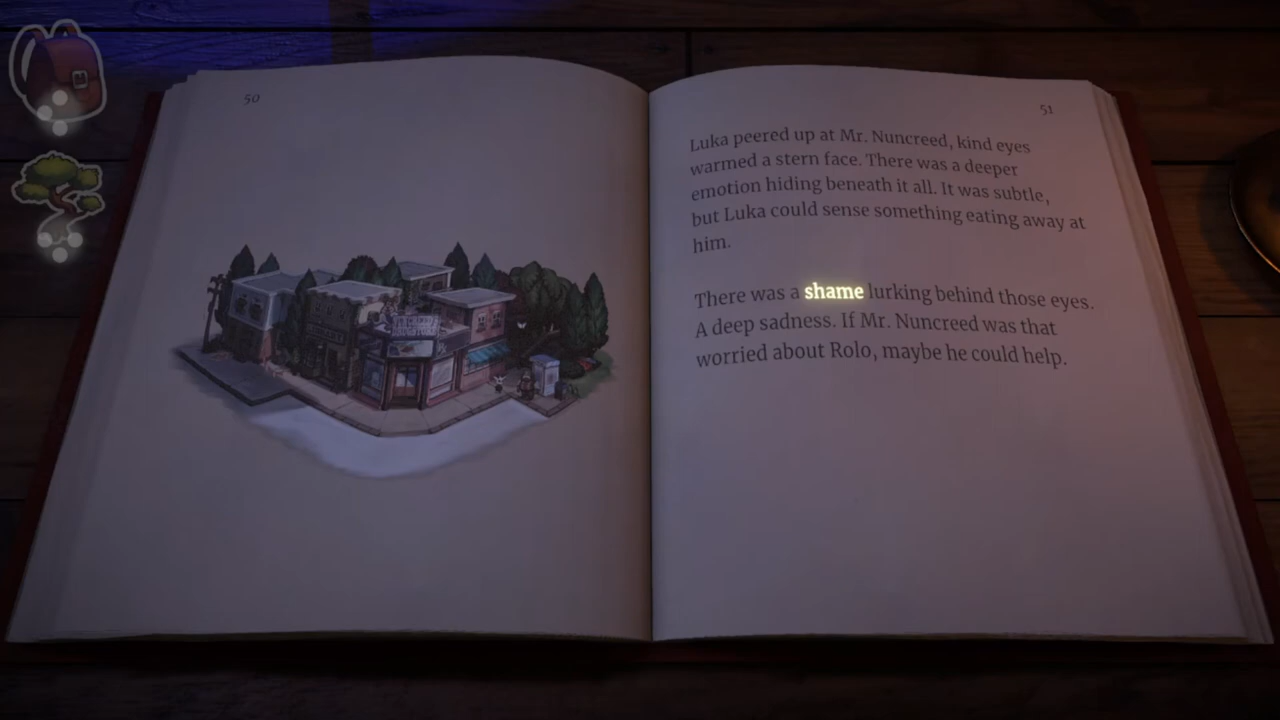 50
51
Luka peered up at Mr. Nuncreed, kind eyes
warmed a stern face. There was a deeper
emotion hiding beneath it all. It was subtle,
but Luka could sense something eating away at
him.
There was a shame lurking behind those eyes.
A deep sadness. If Mr. Nuncreed was that
worried about Rolo, maybe he could help.